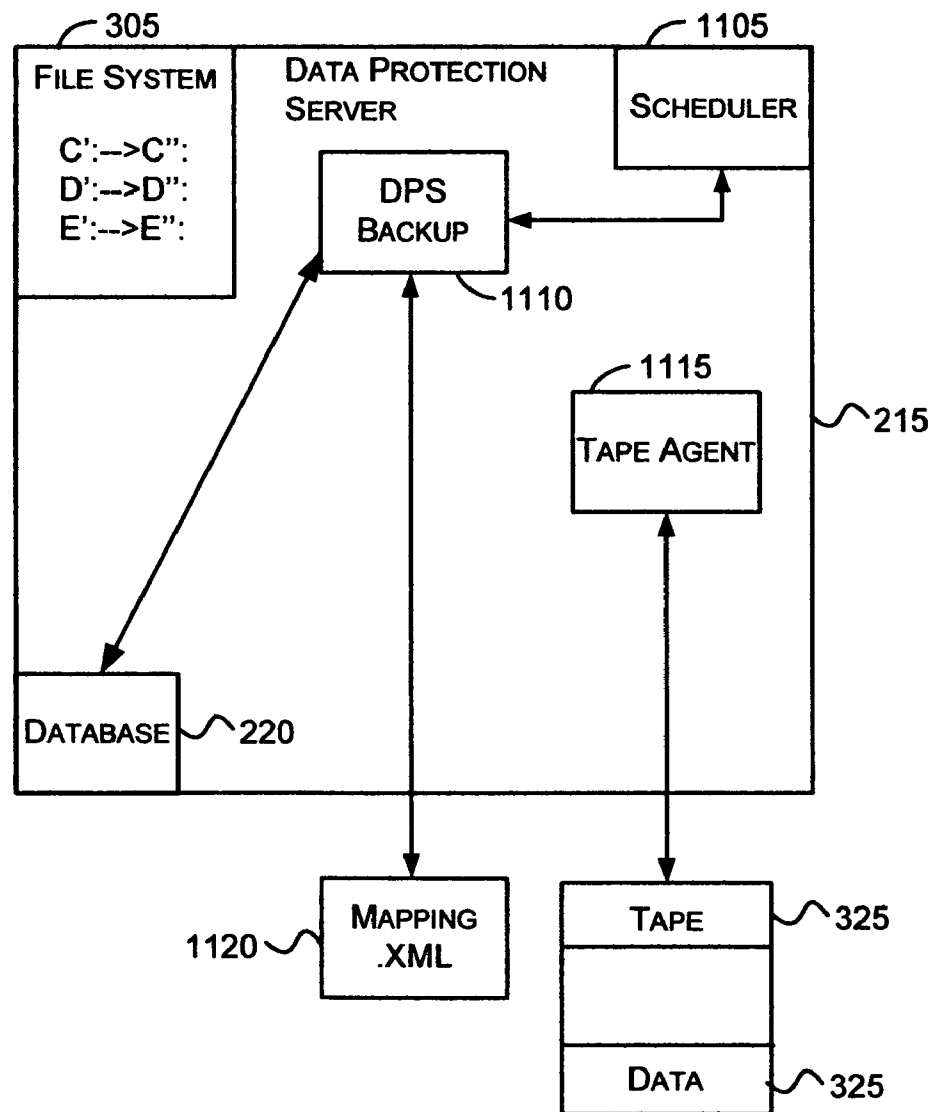 305
1105
FILE SYSTEM
C':-->C":
D':-->D":
E':-->E":
DATA PROTECTION
SERVER
SCHEDULER
DPS
BACKUP
1110
1115
TAPE AGENT
215
DATABASE
220
MAPPING
.XML
1120
TAPE
325
DATA
325